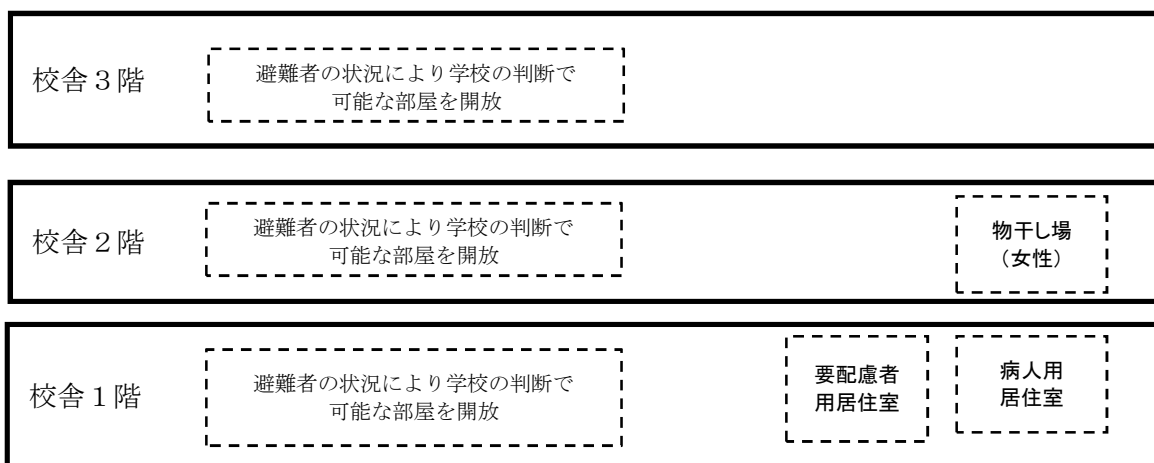 校舎３階
避難者の状況により学校の判断で
可能な部屋を開放
校舎２階
避難者の状況により学校の判断で
可能な部屋を開放
物干し場
（女性）
校舎１階
避難者の状況により学校の判断で
可能な部屋を開放
要配慮者
用居住室
病人用
居住室